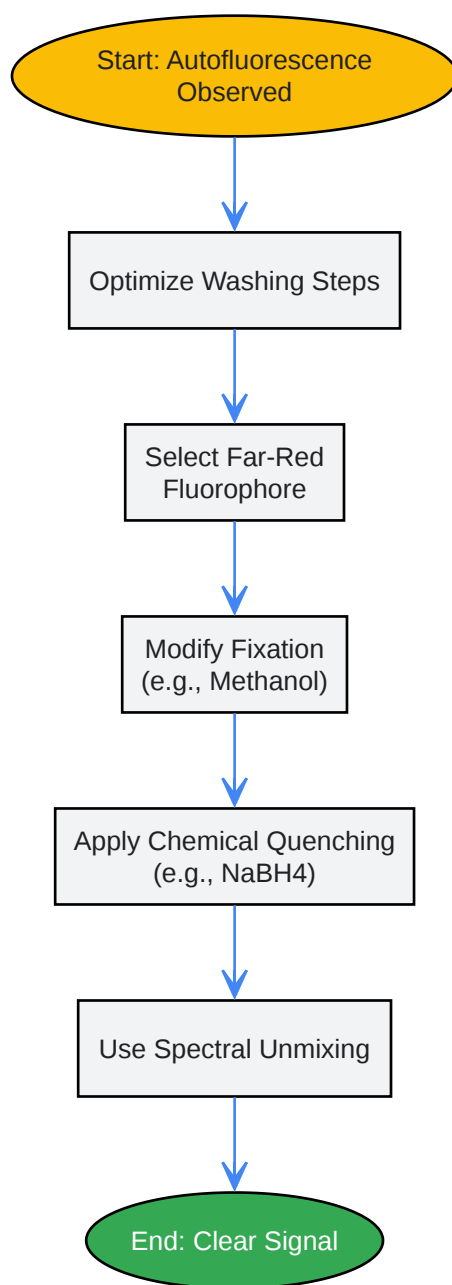 Start: Autofluorescence
Observed
Optimize Washing Steps
Select Far-Red
Fluorophore
Modify Fixation
(e.g., Methanol)
Apply Chemical Quenching
(e.g., NaBH4)
Use Spectral Unmixing
End: Clear Signal